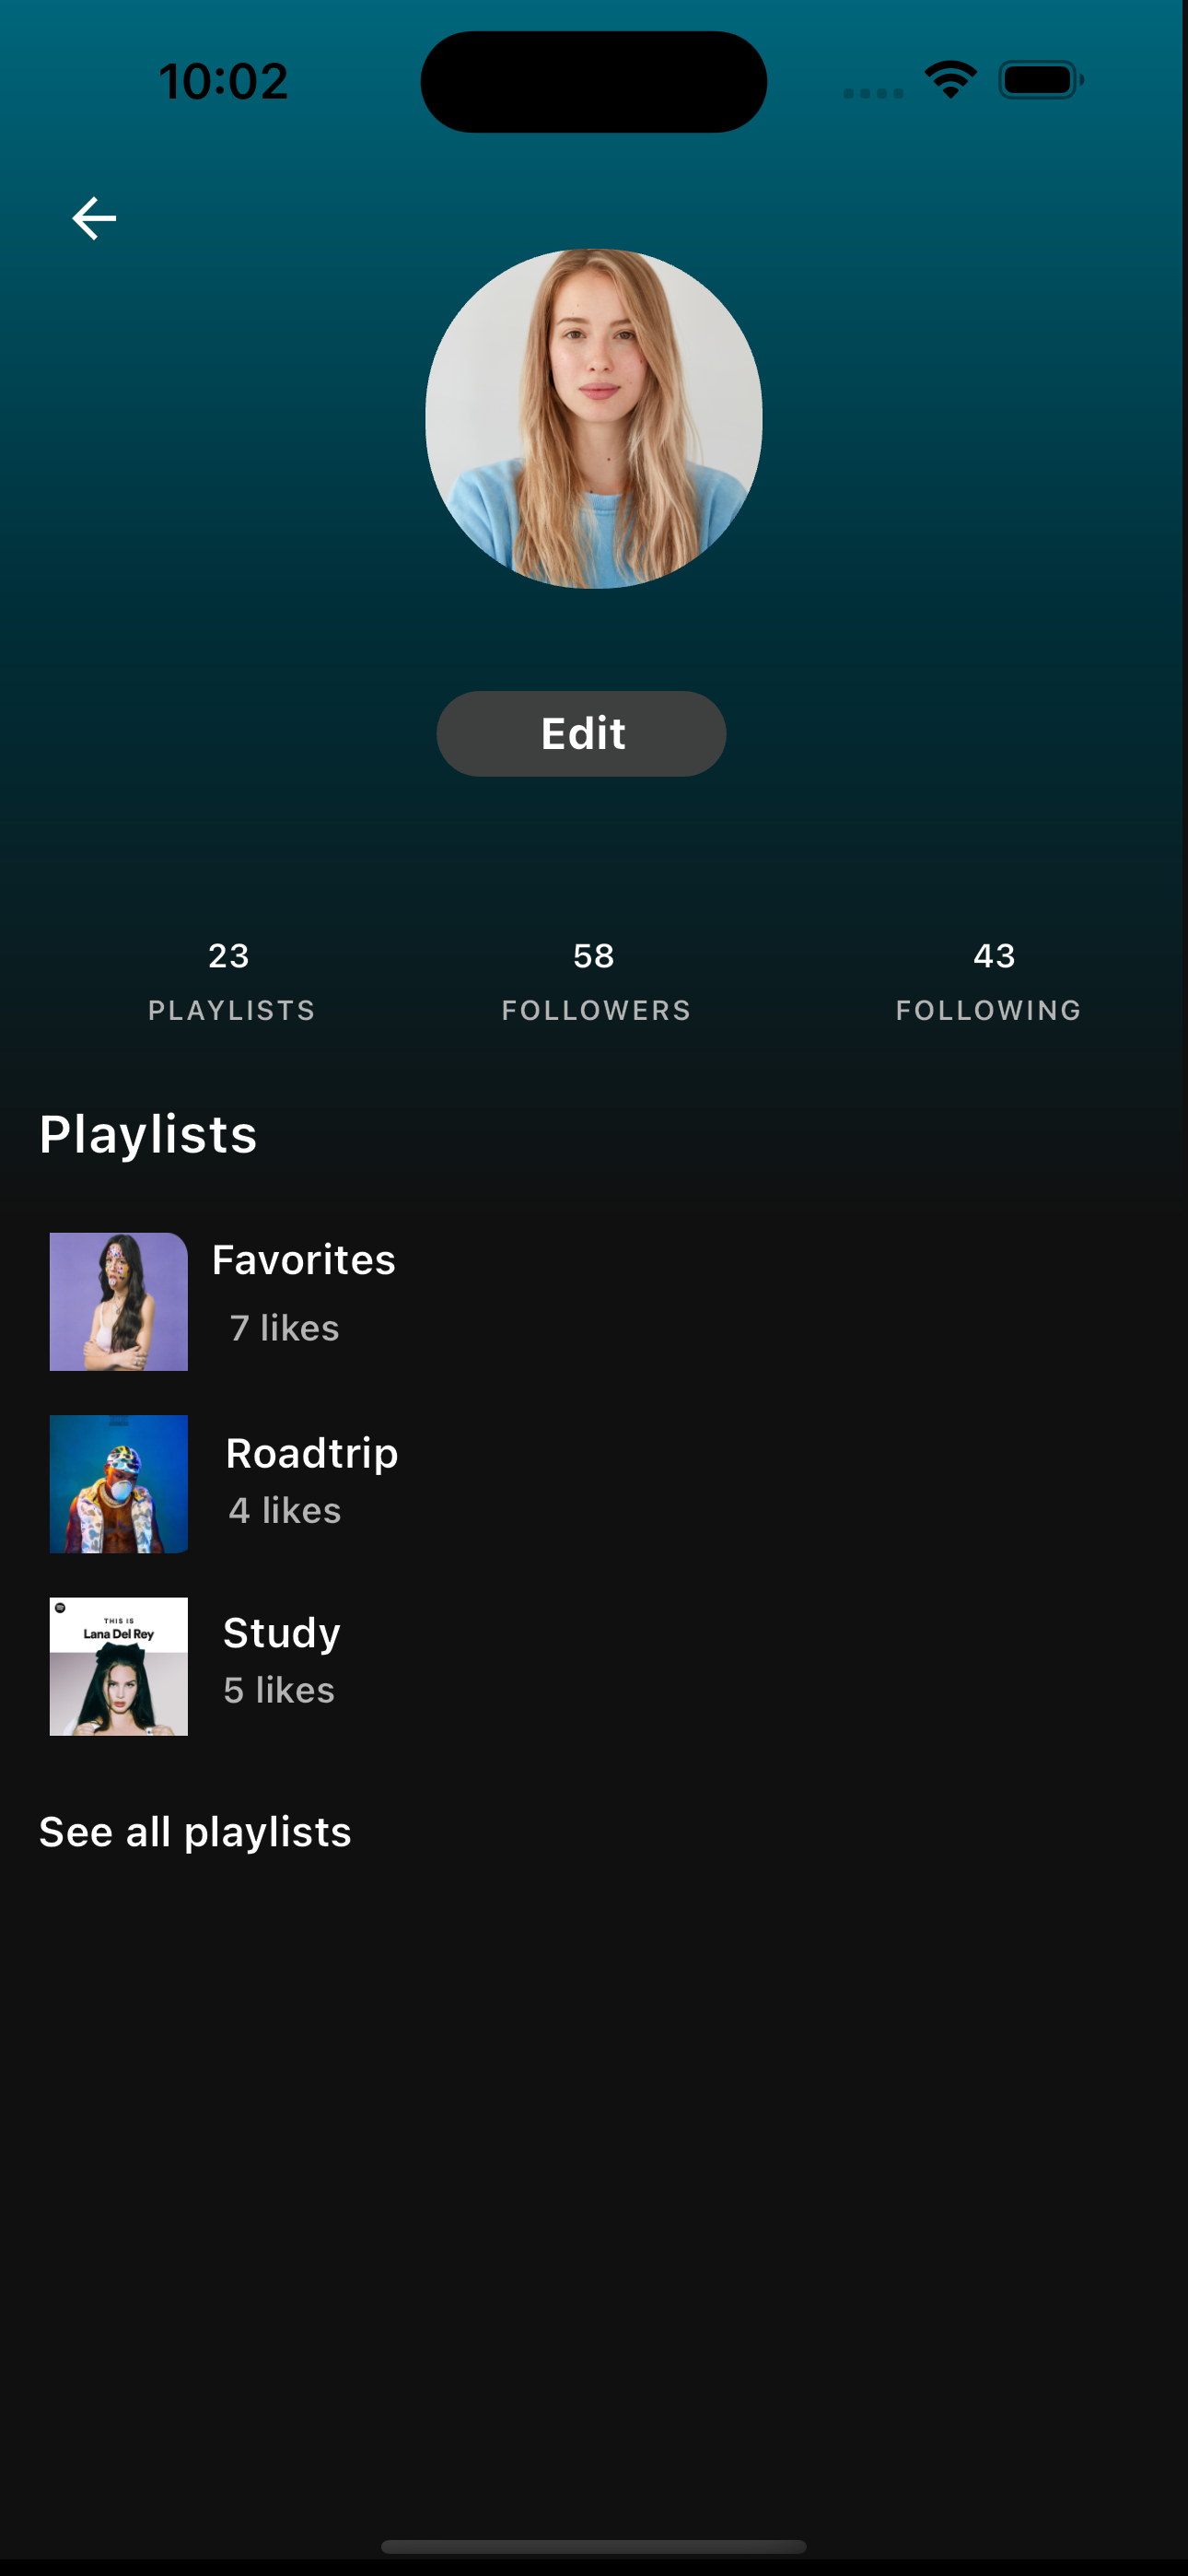 10:02
Edit
23 58 43
PLAYLISTS FOLLOWERS FOLLOWING
Playlists
Favorites
7 likes
Roadtrip
4 likes
THIS IS
Lana Del Rey
Study
5 likes
See all playlists